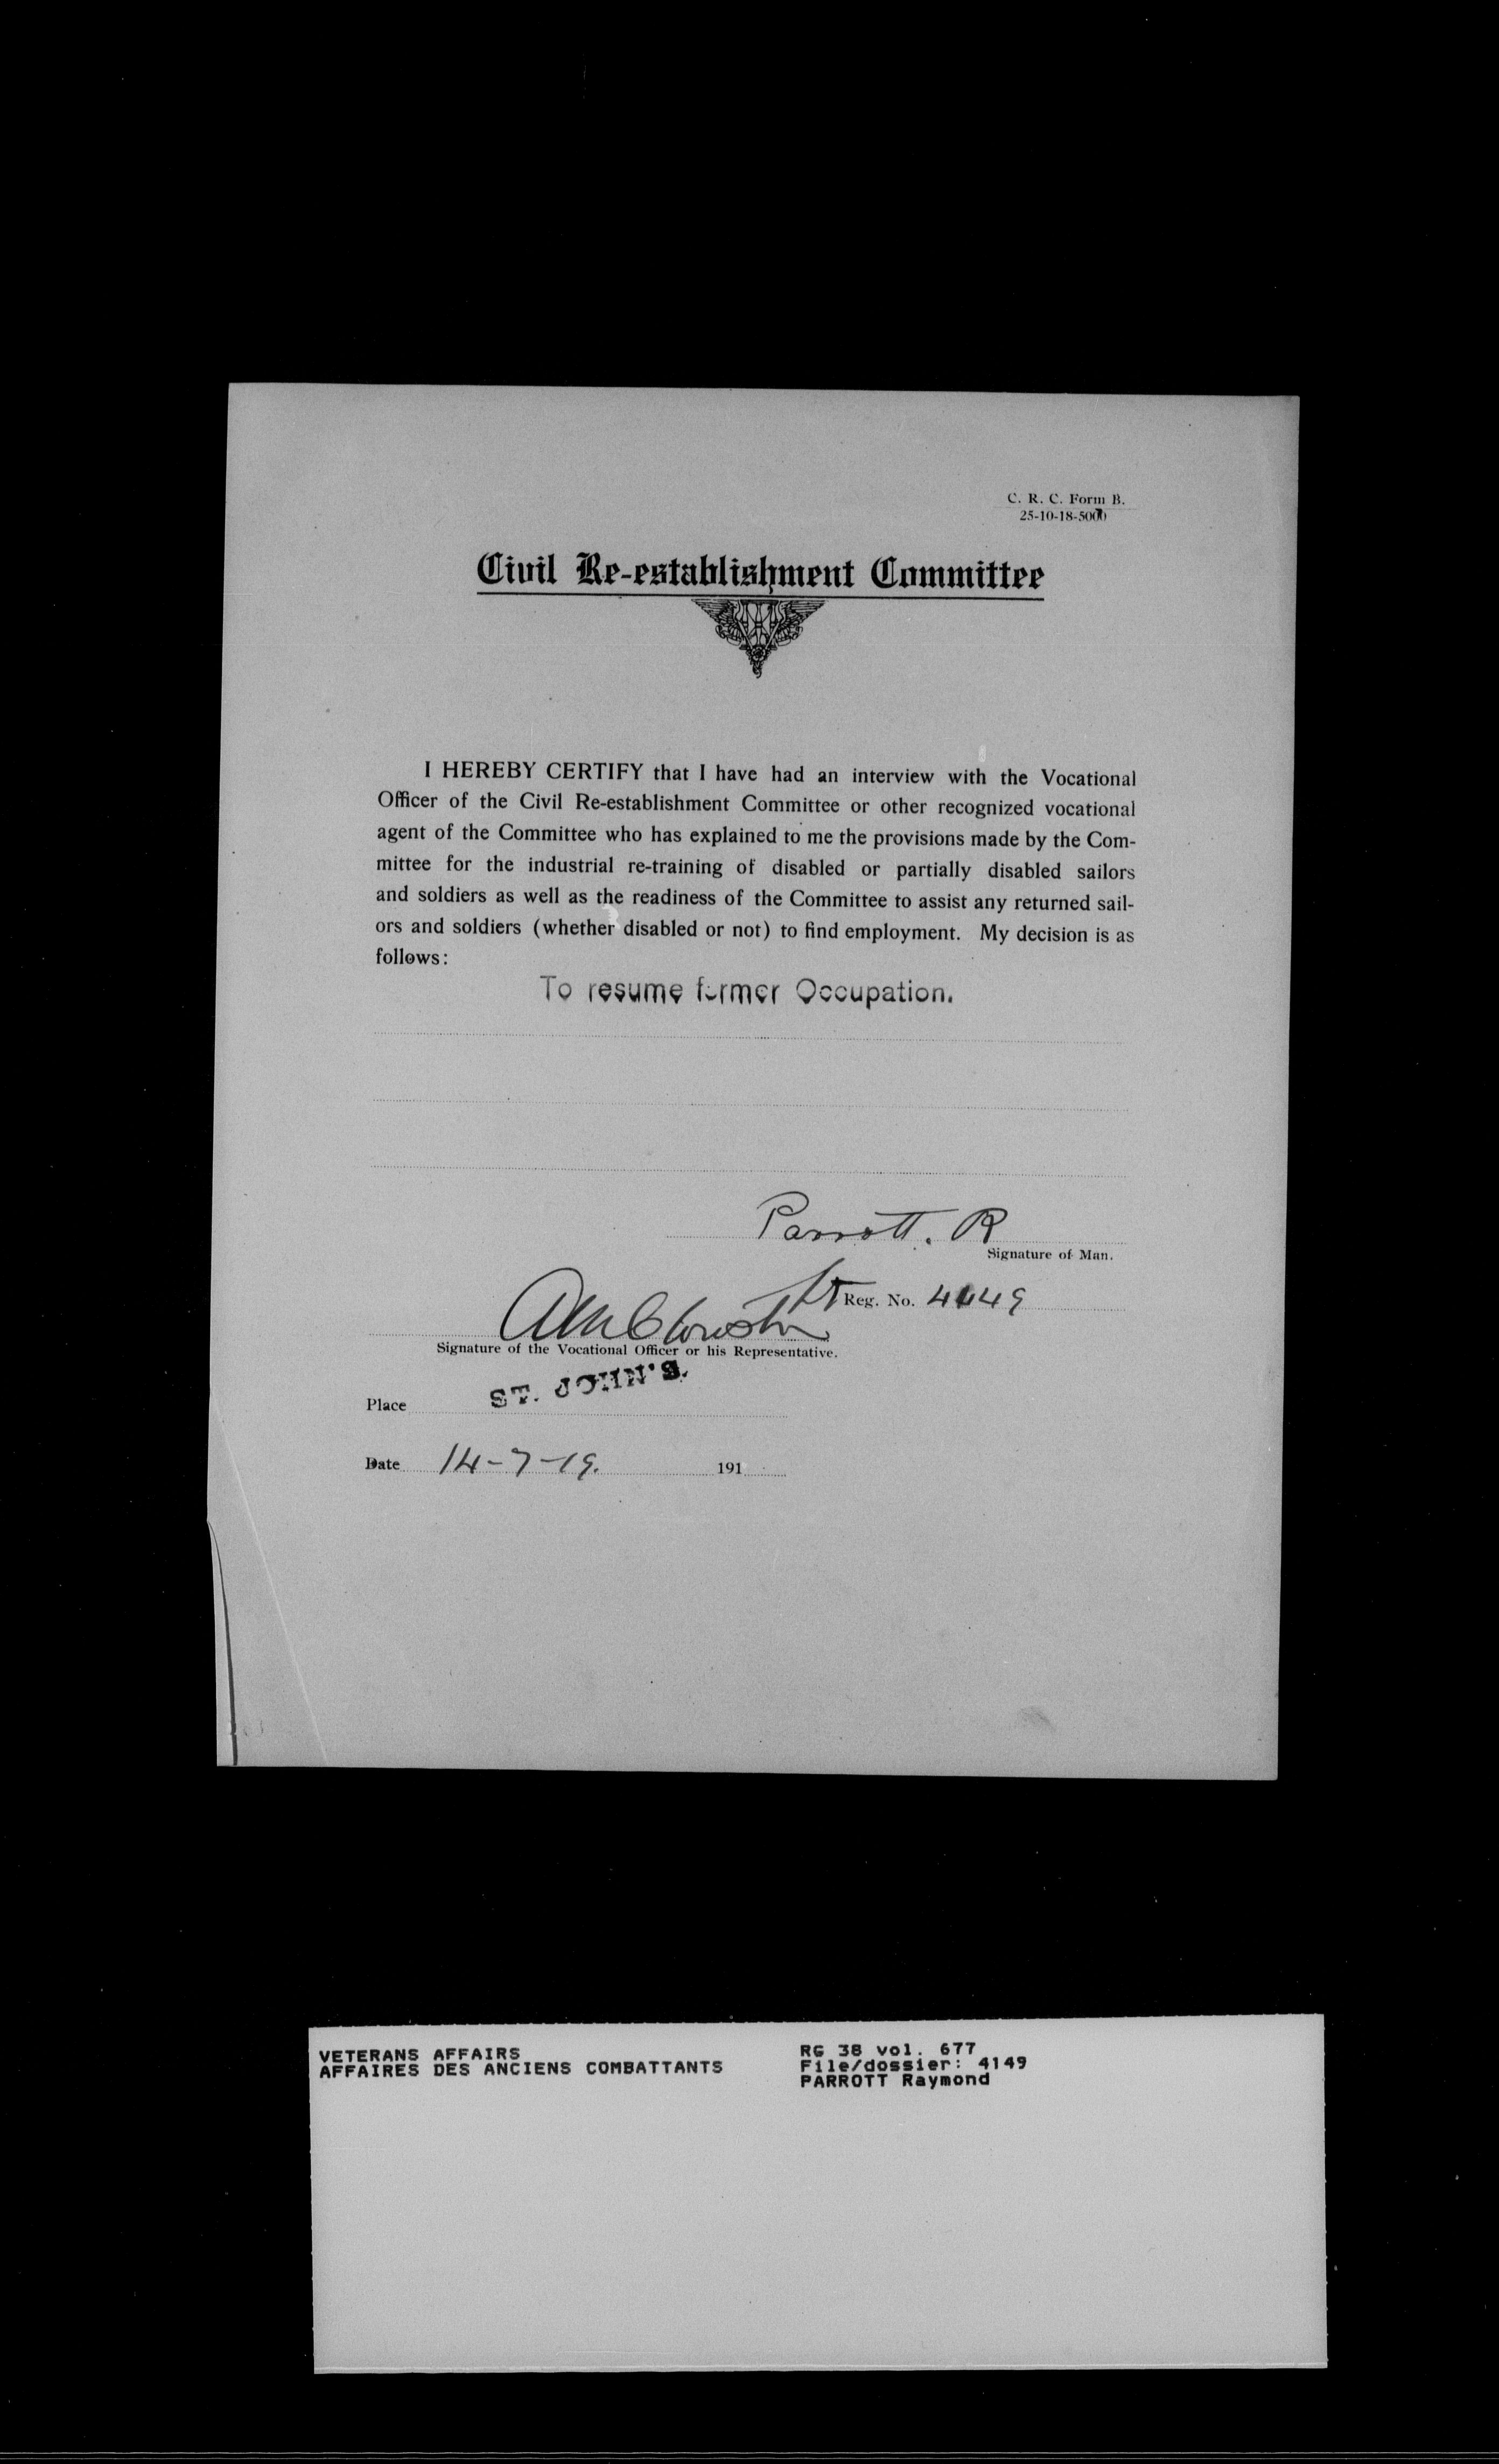 C. R. C. Form B.
25-10-18-5000
Civil Re-establishment Committee
I HEREBY CERTIFY that I have had an interview with the Vocational
Officer of the Civil Re-establishment Committee or other recognized vocational
agent of the Committee who has explained to me the provisions made by the Com-
mittee for the industrial re-training of disabled or partially disabled sailors
and soldiers as well as the readiness of the Committee to assist any returned sail-
ors and soldiers (whether disabled or not) to find employment. My decision is as
follows:
To resume former Occupation.
Parrott. R
Signature of Man.
Lt
Reg. No.
Signature of the Vocational Officer or his Representative.
Place ST. JOHN'S.
Date 14-7-19. 191
VETERANS AFFAIRS
AFFAIRES DES ANCIENS COMBATTANTS
RG 38 vol. 677
File/dossier: 4149
PARROTT Raymond